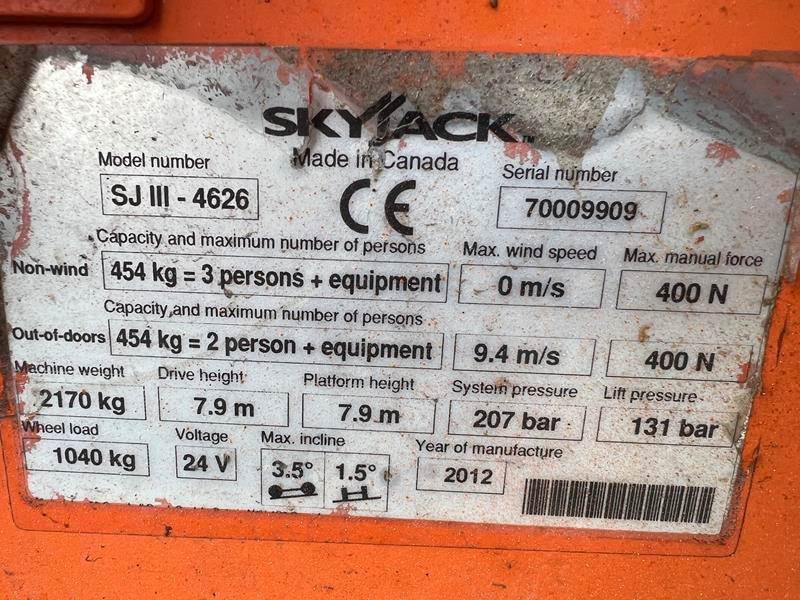 SKYJACK
Made in Canada
Model number
SJ III - 4626
CE
Serial number
70009909
Capacity and maximum number of persons
Max. wind speed
Max. manual force
Non-wind
454 kg = 3 persons + equipment
0 m/s
400 N
Capacity and maximum number of persons
Out-of-doors
454 kg = 2 person + equipment
9.4 m/s
400 N
Machine weight
Drive height
Platform height
System pressure
Lift pressure
2170 kg
7.9 m
7.9 m
207 bar
131 bar
Wheel load
Voltage
Max. incline
Year of manufacture
1040 kg
24 V
3.5°
1.5°
2012